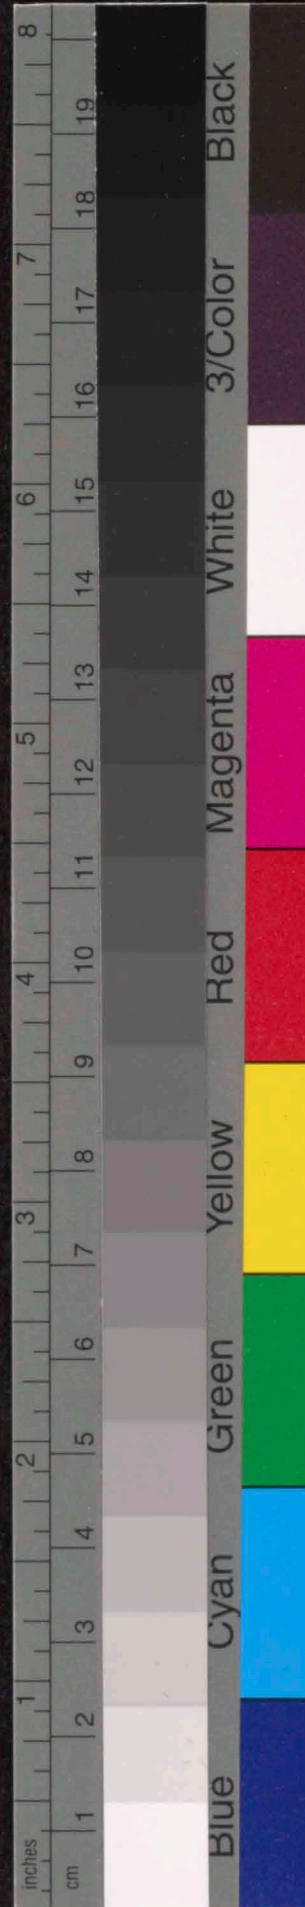 inches 1 2 3 4 5 6 7 8
cm 1 2 3 4 5 6 7 8 9 10 11 12 13 14 15 16 17 18 19
Blue Cyan Green Yellow Red Magenta White 3/Color Black